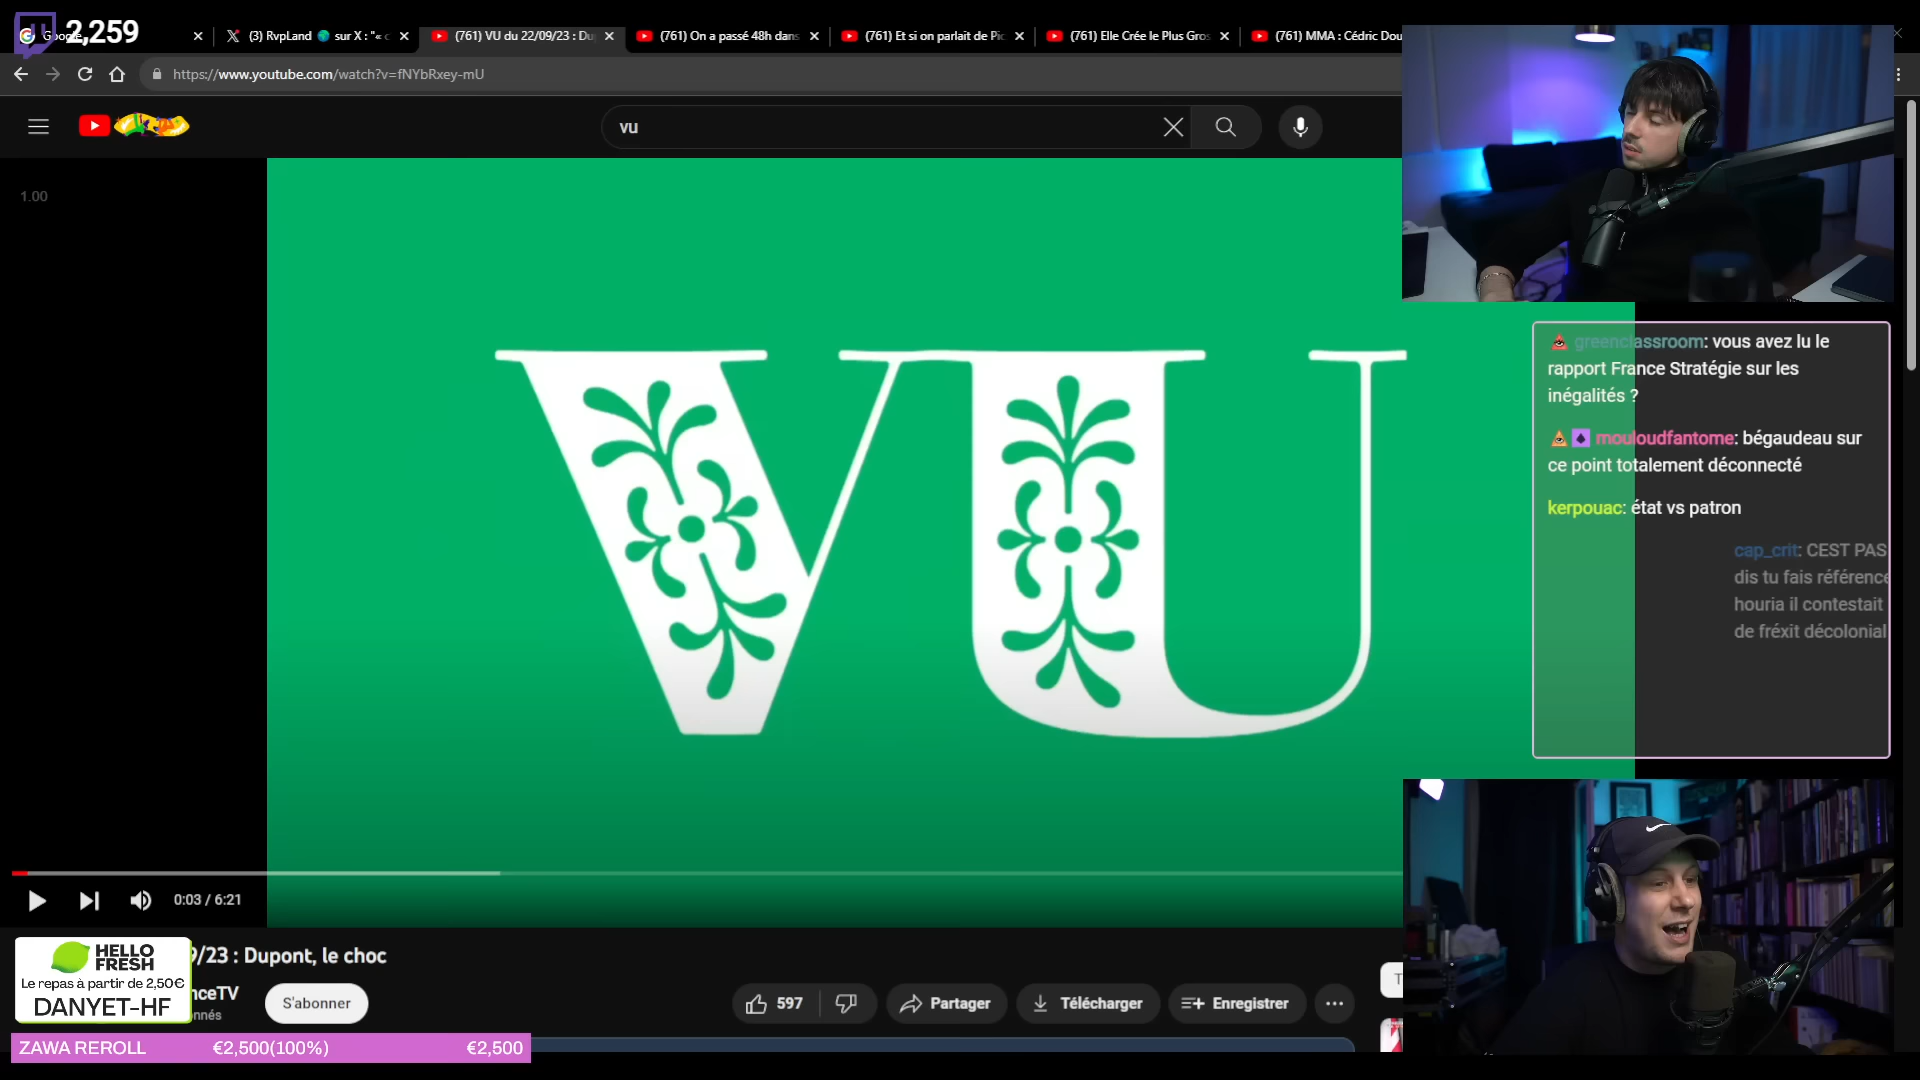 2,259
(3) RvpLand 🌍 sur X : "«
(761) VU du 22/09/23 :
(761) On a passé 48h dans
(761) Et si on parlait de
(761) Elle Crée le Plus
(761) MMA : Cédric
https://www.youtube.com/watch?v=fNYbRxey-mU
vu
1.00
VU
greenclassroom: vous avez lu le
rapport France Stratégie sur les
inégalités ?
mouloudfantome: bégaudeau sur
ce point totalement déconnecté
kerpouac: état vs patron
cap_crit: CEST PAS
dis tu fais référence
houria il contestait
de fréxit décolonial
0:03 / 6:21
9/23 : Dupont, le choc
nceTV
nnés
S'abonner
597
Partager
Télécharger
Enregistrer
HELLO
FRESH
Le repas à partir de 2,50€
DANYET-HF
ZAWA REROLL €2,500(100%) €2,500